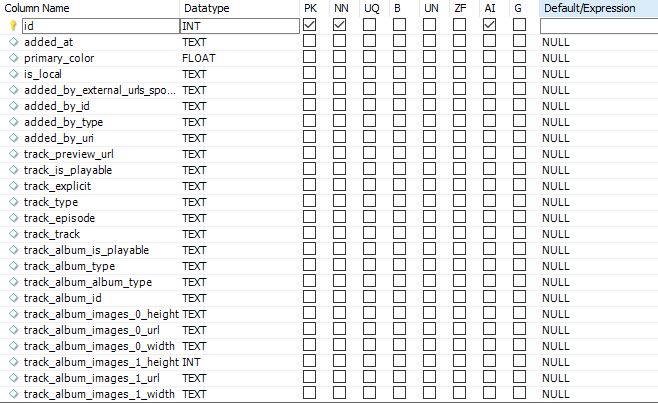 Column Name Datatype PK NN UQ B UN ZF AI G Default/Expression
id INT
added_at TEXT NULL
primary_color FLOAT NULL
is_local TEXT NULL
added_by_external_urls_spo... TEXT NULL
added_by_id TEXT NULL
added_by_type TEXT NULL
added_by_uri TEXT NULL
track_preview_url TEXT NULL
track_is_playable TEXT NULL
track_explicit TEXT NULL
track_type TEXT NULL
track_episode TEXT NULL
track_track TEXT NULL
track_album_is_playable TEXT NULL
track_album_type TEXT NULL
track_album_album_type TEXT NULL
track_album_id TEXT NULL
track_album_images_0_height TEXT NULL
track_album_images_0_url TEXT NULL
track_album_images_0_width TEXT NULL
track_album_images_1_height INT NULL
track_album_images_1_url TEXT NULL
track_album_images_1_width TEXT NULL